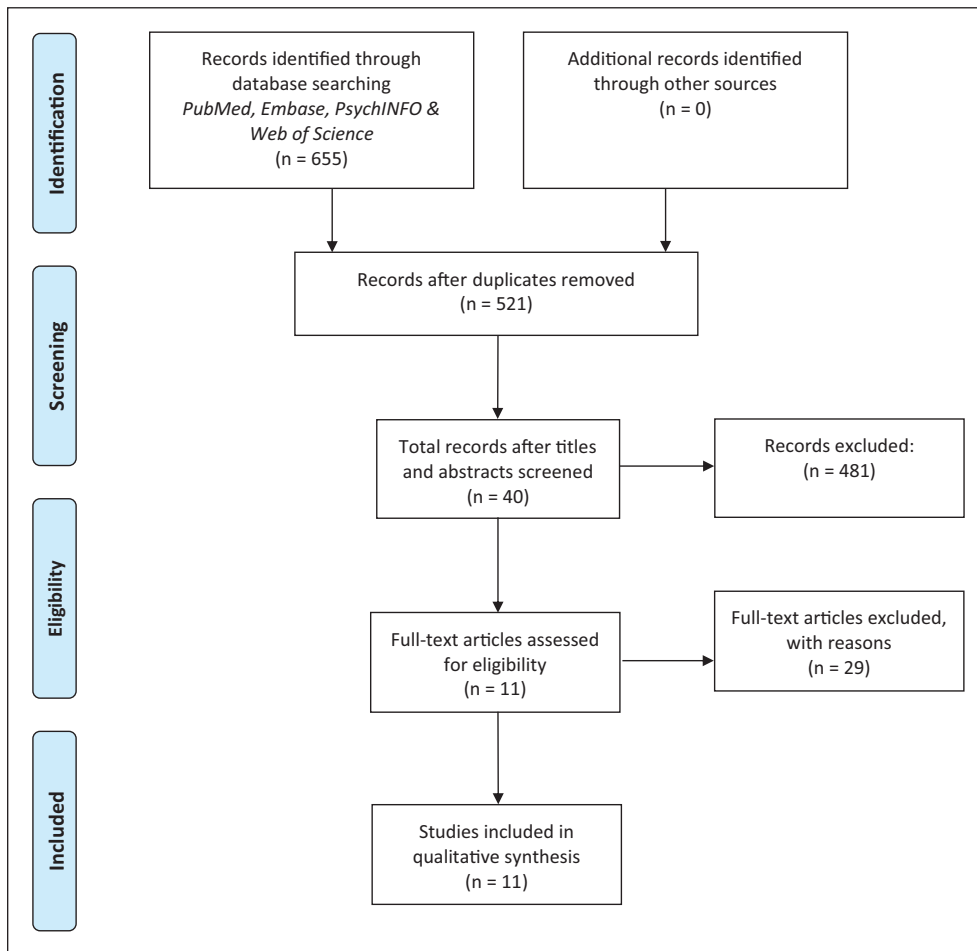 Identification
Records identified through
database searching
PubMed, Embase, PsychINFO &
Web of Science
(n = 655)
Additional records identified
through other sources
(n = 0)
Screening
Records after duplicates removed
(n = 521)
Total records after titles
and abstracts screened
(n = 40)
Records excluded:
(n = 481)
Eligibility
Full-text articles assessed
for eligibility
(n = 11)
Full-text articles excluded,
with reasons
(n = 29)
Included
Studies included in
qualitative synthesis
(n = 11)